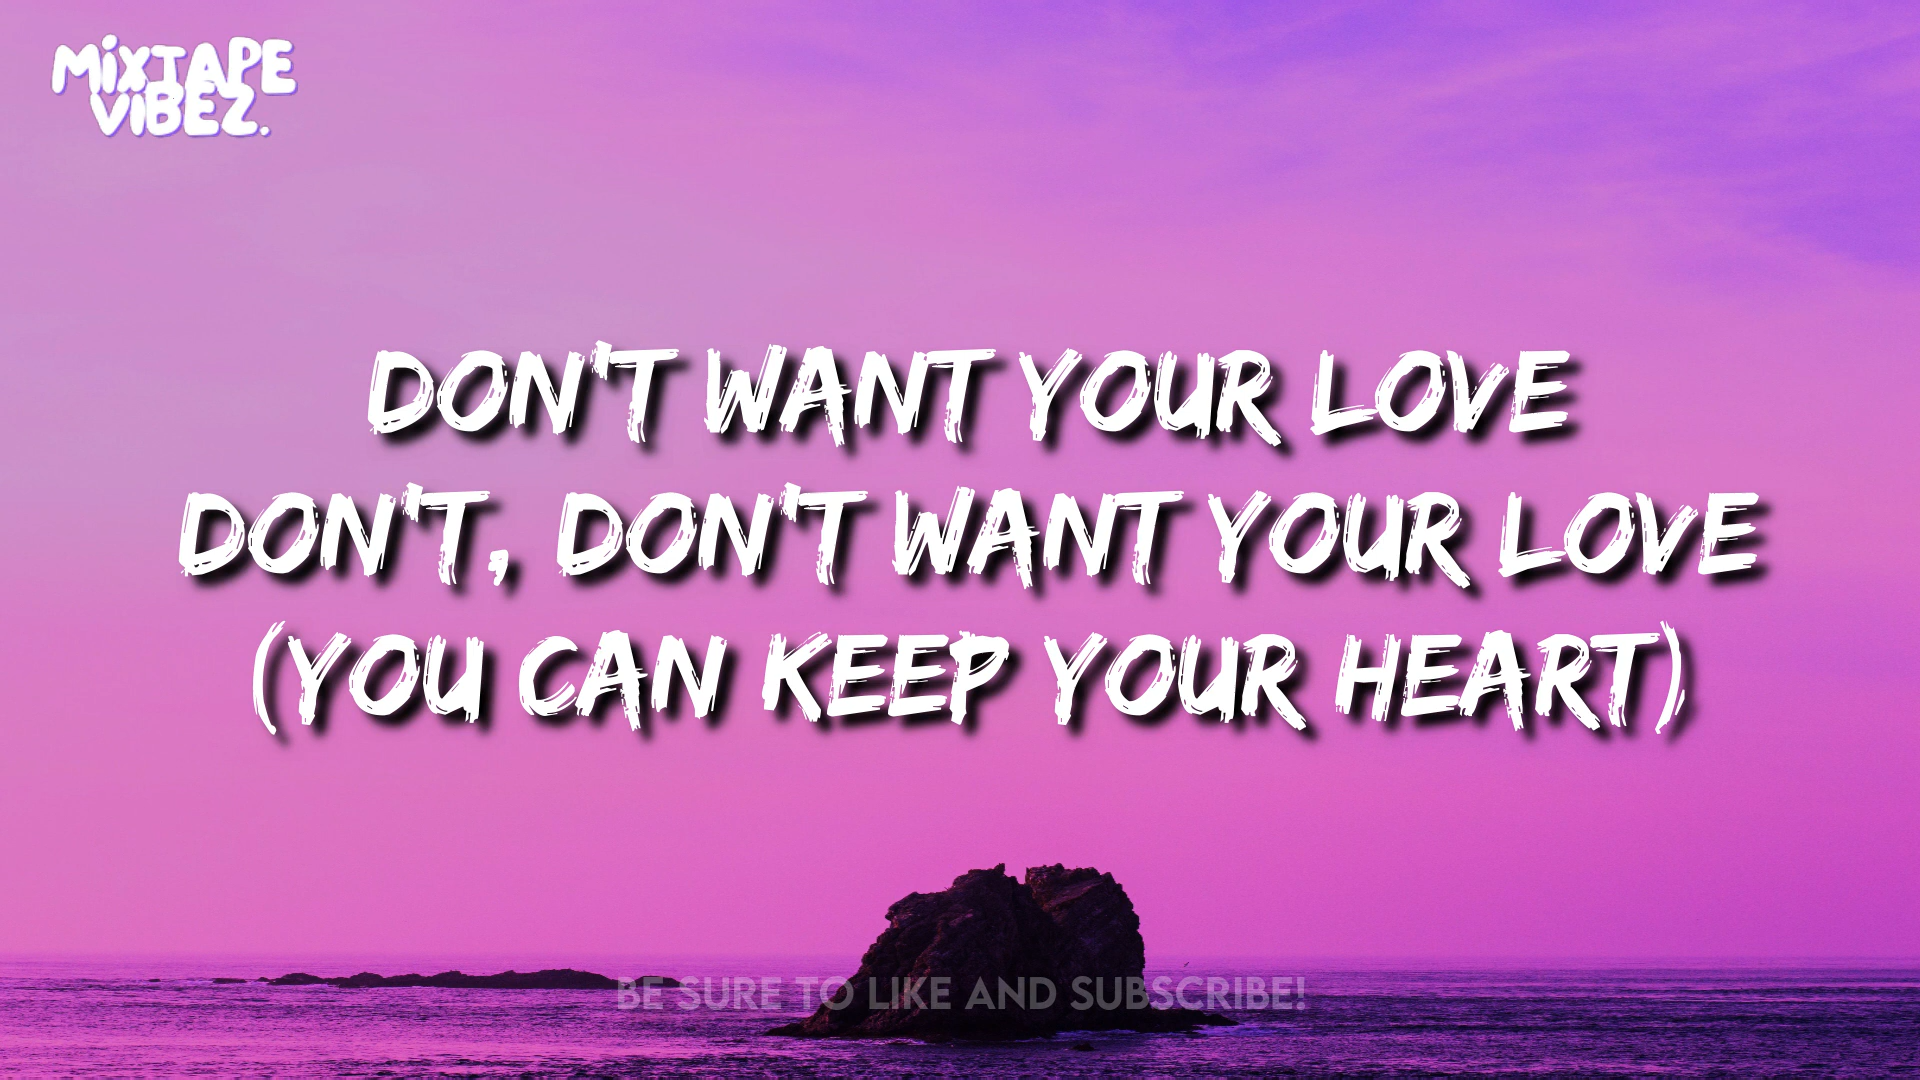 MiXTAPE
ViBEZ.
DON'T WANT YOUR LOVE
DON'T, DON'T WANT YOUR LOVE
(YOU CAN KEEP YOUR HEART)
BE SURE TO LIKE AND SUBSCRIBE!